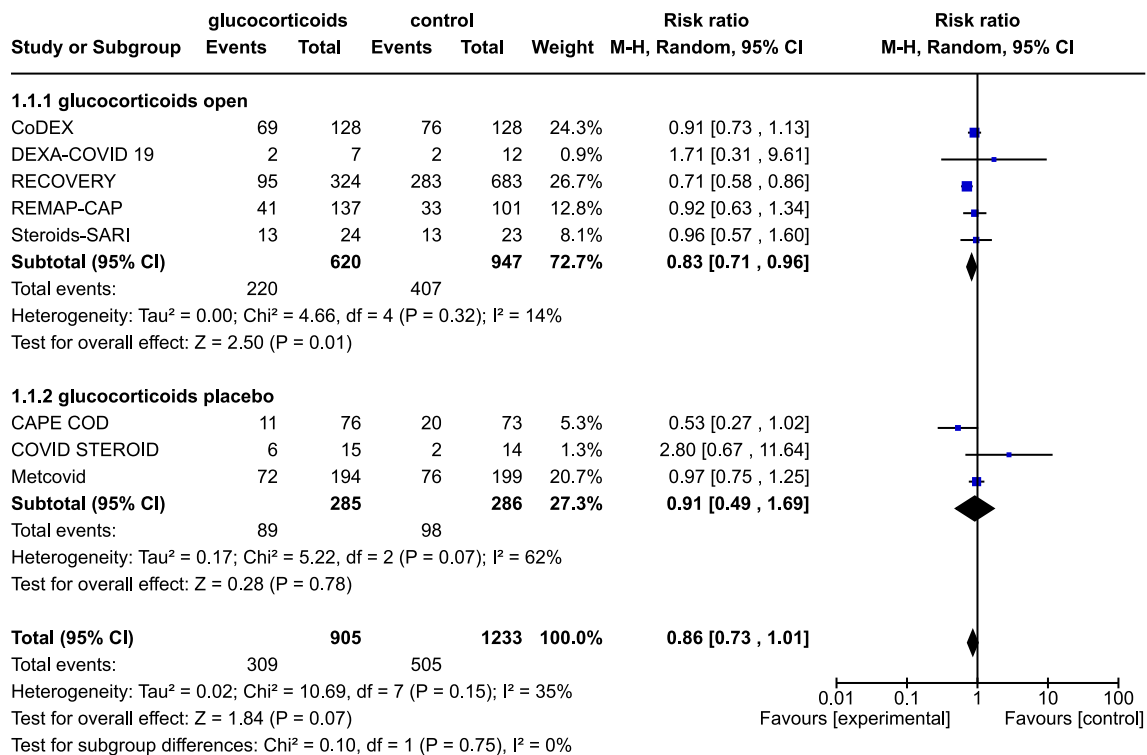 glucocorticoids control Risk ratio Risk ratio
Study or Subgroup Events Total Events Total Weight M-H, Random, 95% CI M-H, Random, 95% CI
1.1.1 glucocorticoids open
CoDEX 69 128 76 128 24.3% 0.91 [0.73 , 1.13]
DEXA-COVID 19 2 7 2 12 0.9% 1.71 [0.31 , 9.61]
RECOVERY 95 324 283 683 26.7% 0.71 [0.58 , 0.86]
REMAP-CAP 41 137 33 101 12.8% 0.92 [0.63 , 1.34]
Steroids-SARI 13 24 13 23 8.1% 0.96 [0.57 , 1.60]
Subtotal (95% CI) 620 947 72.7% 0.83 [0.71 , 0.96]
Total events: 220 407
Heterogeneity: Tau² = 0.00; Chi² = 4.66, df = 4 (P = 0.32); I² = 14%
Test for overall effect: Z = 2.50 (P = 0.01)
1.1.2 glucocorticoids placebo
CAPE COD 11 76 20 73 5.3% 0.53 [0.27 , 1.02]
COVID STEROID 6 15 2 14 1.3% 2.80 [0.67 , 11.64]
Metcovid 72 194 76 199 20.7% 0.97 [0.75 , 1.25]
Subtotal (95% CI) 285 286 27.3% 0.91 [0.49 , 1.69]
Total events: 89 98
Heterogeneity: Tau² = 0.17; Chi² = 5.22, df = 2 (P = 0.07); I² = 62%
Test for overall effect: Z = 0.28 (P = 0.78)
Total (95% CI) 905 1233 100.0% 0.86 [0.73 , 1.01]
Total events: 309 505
Heterogeneity: Tau² = 0.02; Chi² = 10.69, df = 7 (P = 0.15); I² = 35%
Test for overall effect: Z = 1.84 (P = 0.07)
Test for subgroup differences: Chi² = 0.10, df = 1 (P = 0.75), I² = 0%
0.01 0.1 1 10 100
Favours [experimental] Favours [control]